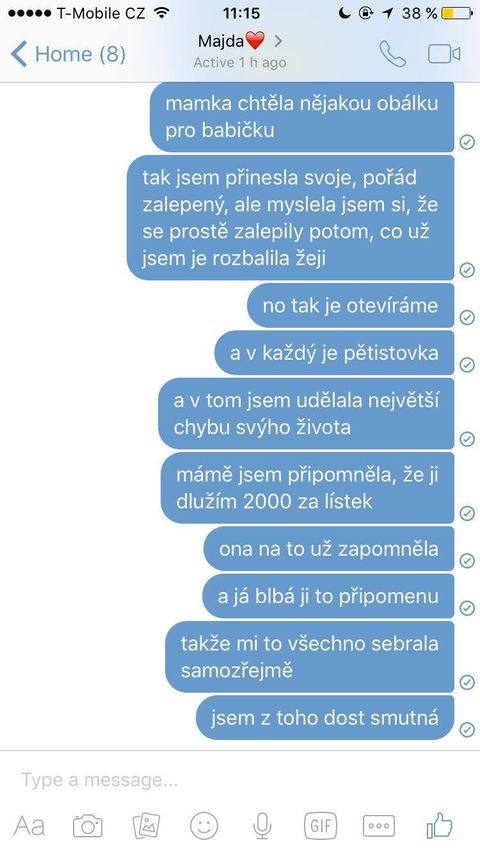 T-Mobile CZ 11:15 38 %
Home (8) Majda❤️
Active 1 h ago
mamka chtěla nějakou obálku
pro babičku
tak jsem přinesla svoje, pořád
zalepený, ale myslela jsem si, že
se prostě zalepily potom, co už
jsem je rozbalila žeji
no tak je otevíráme
a v každý je pětistovka
a v tom jsem udělala největší
chybu svýho života
mámě jsem připomněla, že ji
dlužím 2000 za lístek
ona na to už zapomněla
a já blbá ji to připomenu
takže mi to všechno sebrala
samozřejmě
jsem z toho dost smutná
Type a message...
Aa GIF